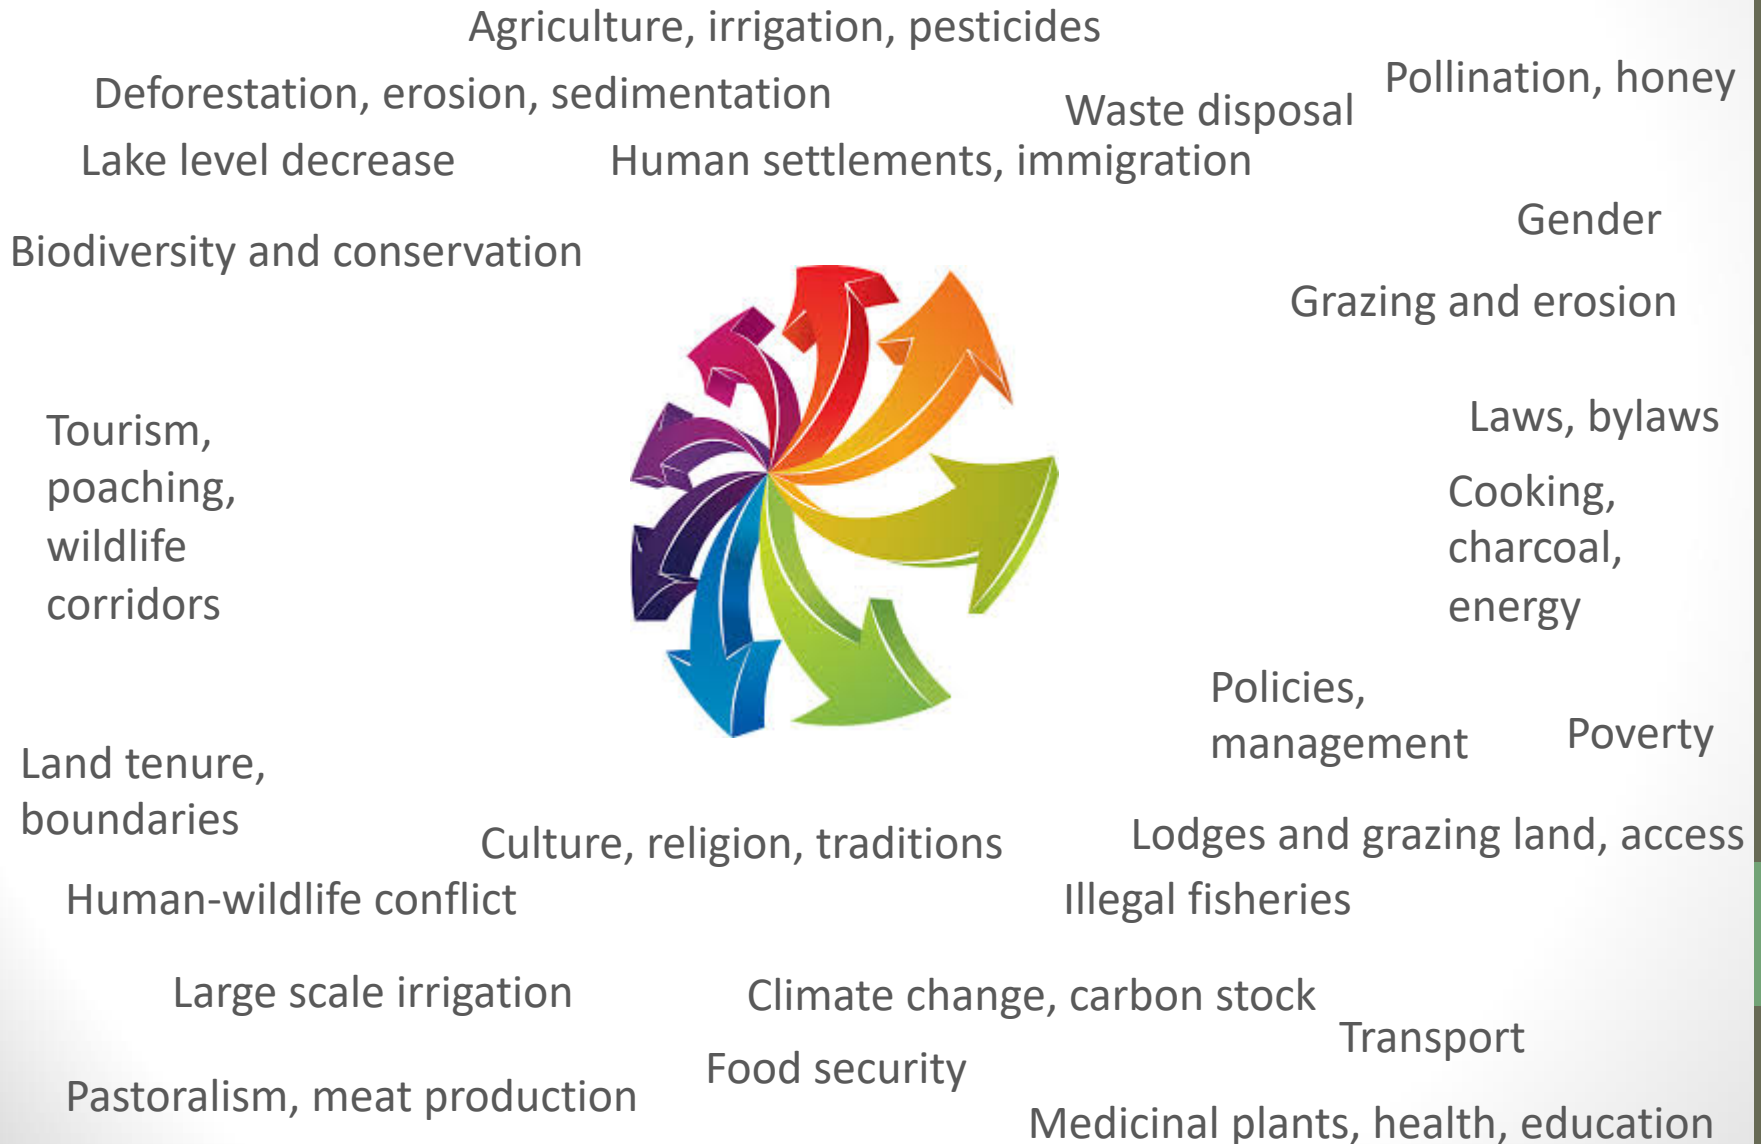 Agriculture, irrigation, pesticides
Pollination, honey
Deforestation, erosion, sedimentation
Waste disposal
Lake level decrease
Human settlements, immigration
Gender
Biodiversity and conservation
Grazing and erosion
Tourism,
poaching,
wildlife
corridors
Laws, bylaws
Cooking,
charcoal,
energy
Policies,
management
Poverty
Land tenure,
boundaries
Culture, religion, traditions
Lodges and grazing land, access
Human-wildlife conflict
Illegal fisheries
Large scale irrigation
Climate change, carbon stock
Transport
Food security
Pastoralism, meat production
Medicinal plants, health, education